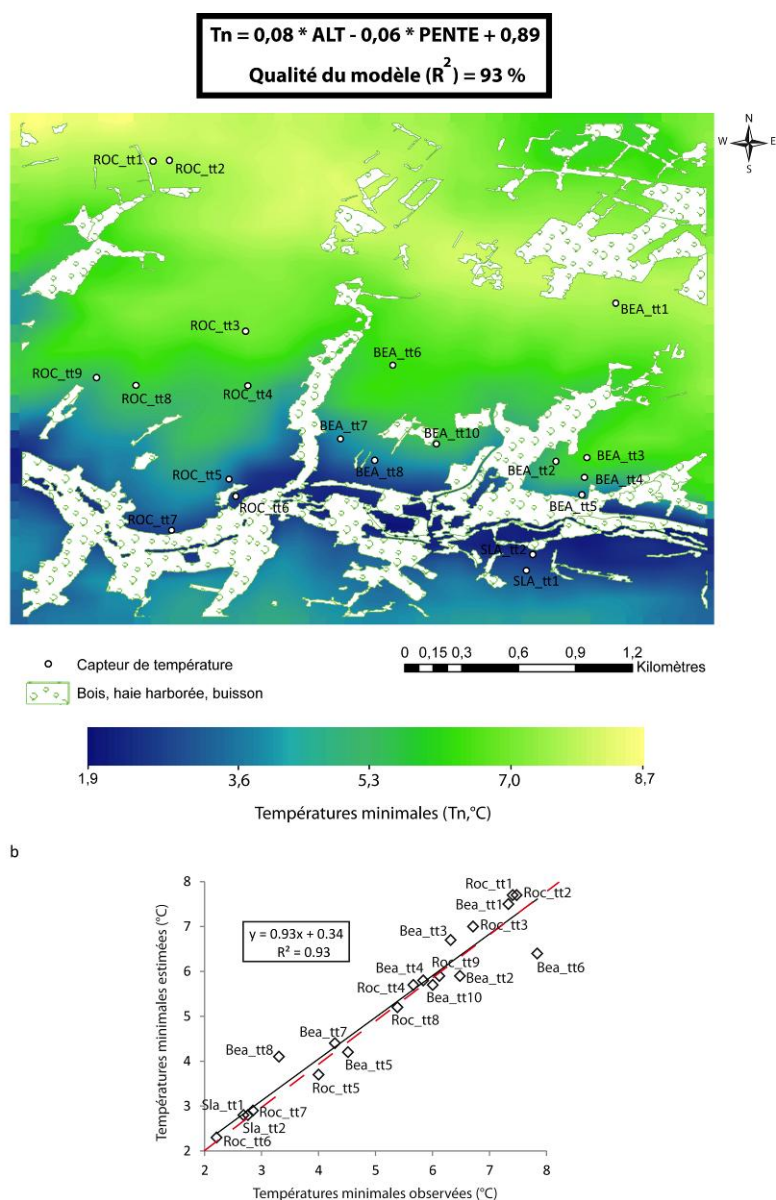 Tn = 0,08 * ALT - 0,06 * PENTE + 0,89
Qualité du modèle (R²) = 93 %
N
W E
S
ROC_tt1
ROC_tt2
BEA_tt1
ROC_tt3
BEA_tt6
ROC_tt9
ROC_tt8
ROC_tt4
BEA_tt7
BEA_tt10
BEA_tt8
BEA_tt2
BEA_tt3
ROC_tt5
BEA_tt4
ROC_tt6
BEA_tt5
ROC_tt7
SLA_tt2
SLA_tt1
Capteur de température
Bois, haie harborée, buisson
0 0,15 0,3 0,6 0,9 1,2
Kilomètres
1,9 3,6 5,3 7,0 8,7
Températures minimales (Tn,°C)
b
Températures minimales estimées (°C)
8
7
6
5
4
3
2
y = 0.93x + 0.34
R² = 0.93
Roc_tt1
Roc_tt2
Bea_tt1
Roc_tt3
Bea_tt3
Bea_tt6
Bea_tt4
Roc_tt9
Bea_tt2
Roc_tt4
Bea_tt10
Roc_tt8
Bea_tt7
Bea_tt8
Bea_tt5
Roc_tt5
Sla_tt1
Roc_tt7
Sla_tt2
Roc_tt6
2 3 4 5 6 7 8
Températures minimales observées (°C)